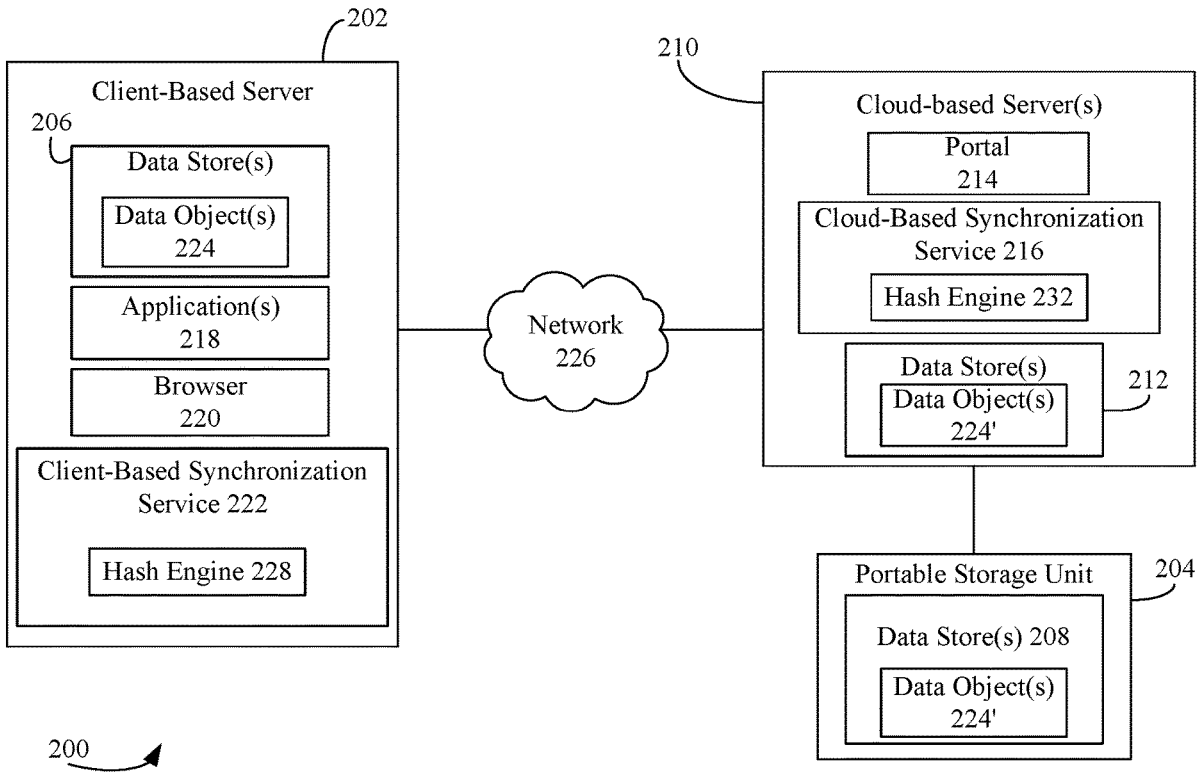 202
Client-Based Server
206
Data Store(s)
Data Object(s)
224
Application(s)
218
Browser
220
Client-Based Synchronization
Service 222
Hash Engine 228
Network
226
210
Cloud-based Server(s)
Portal
214
Cloud-Based Synchronization
Service 216
Hash Engine 232
Data Store(s)
212
Data Object(s)
224'
Portable Storage Unit
204
Data Store(s) 208
Data Object(s)
224'
200